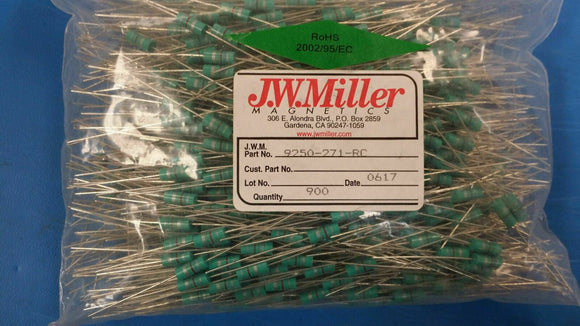 RoHS
2002/95/EC
J.W.Miller
MAGNETICS
306 E. Alondra Blvd., P.O. Box 2859
Gardena, CA 90247-1059
www.jwmiller.com
J.W.M.
Part No. 9250-271-RC
Cust. Part No.
Lot No. Date 0617
Quantity 900